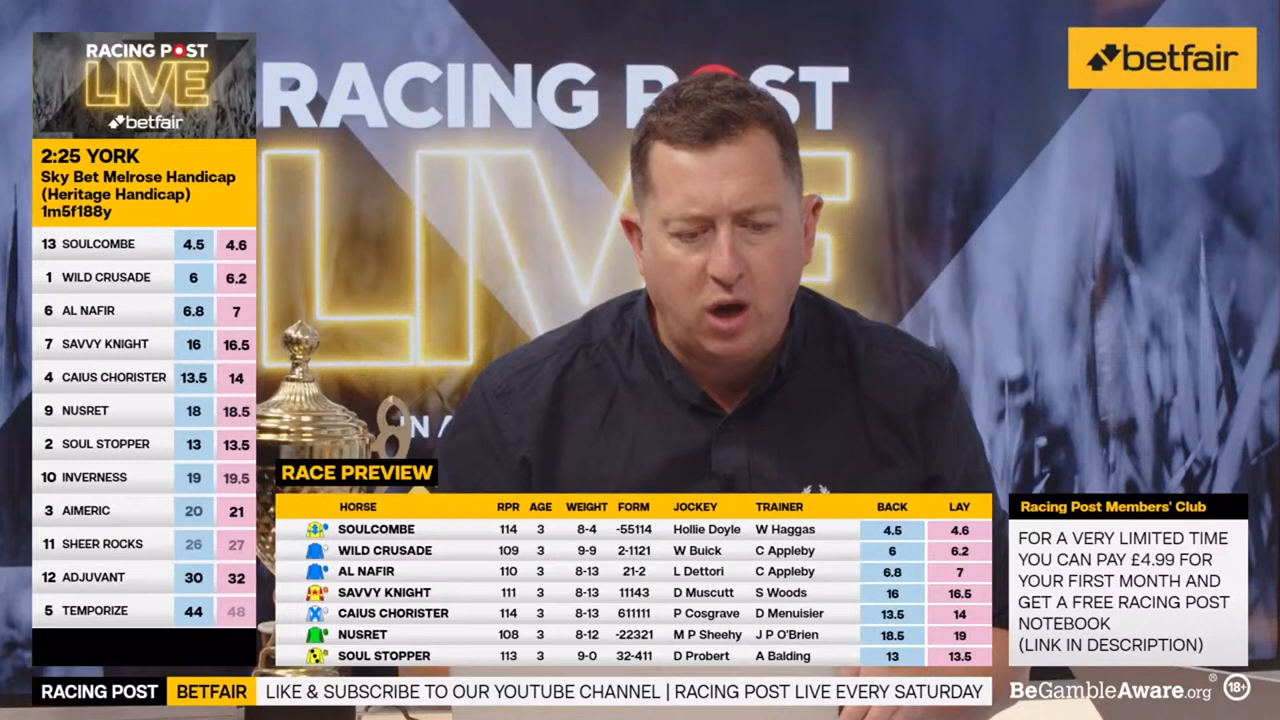 RACING POST
LIVE
betfair
2:25 YORK
Sky Bet Melrose Handicap
(Heritage Handicap)
1m5f188y
13 SOULCOMBE 4.5 4.6
1 WILD CRUSADE 6 6.2
6 AL NAFIR 6.8 7
7 SAVVY KNIGHT 16 16.5
4 CAIUS CHORISTER 13.5 14
9 NUSRET 18 18.5
2 SOUL STOPPER 13 13.5
10 INVERNESS 19 19.5
3 AIMERIC 20 21
11 SHEER ROCKS 26 27
12 ADJUVANT 30 32
5 TEMPORIZE 44 48
RACING POST
LIVE
IN A
betfair
RACE PREVIEW
HORSE RPR AGE WEIGHT FORM JOCKEY TRAINER BACK LAY
SOULCOMBE 114 3 8-4 -55114 Hollie Doyle W Haggas 4.5 4.6
WILD CRUSADE 109 3 9-9 2-1121 W Buick C Appleby 6 6.2
AL NAFIR 110 3 8-13 21-2 L Dettori C Appleby 6.8 7
SAVVY KNIGHT 111 3 8-13 11143 D Muscutt S Woods 16 16.5
CAIUS CHORISTER 114 3 8-13 611111 P Cosgrave D Menuisier 13.5 14
NUSRET 108 3 8-12 -22321 M P Sheehy J P O'Brien 18.5 19
SOUL STOPPER 113 3 9-0 32-411 D Probert A Balding 13 13.5
Racing Post Members' Club
FOR A VERY LIMITED TIME
YOU CAN PAY £4.99 FOR
YOUR FIRST MONTH AND
GET A FREE RACING POST
NOTEBOOK
(LINK IN DESCRIPTION)
RACING POST BETFAIR LIKE & SUBSCRIBE TO OUR YOUTUBE CHANNEL | RACING POST LIVE EVERY SATURDAY
BeGambleAware.org® 18+